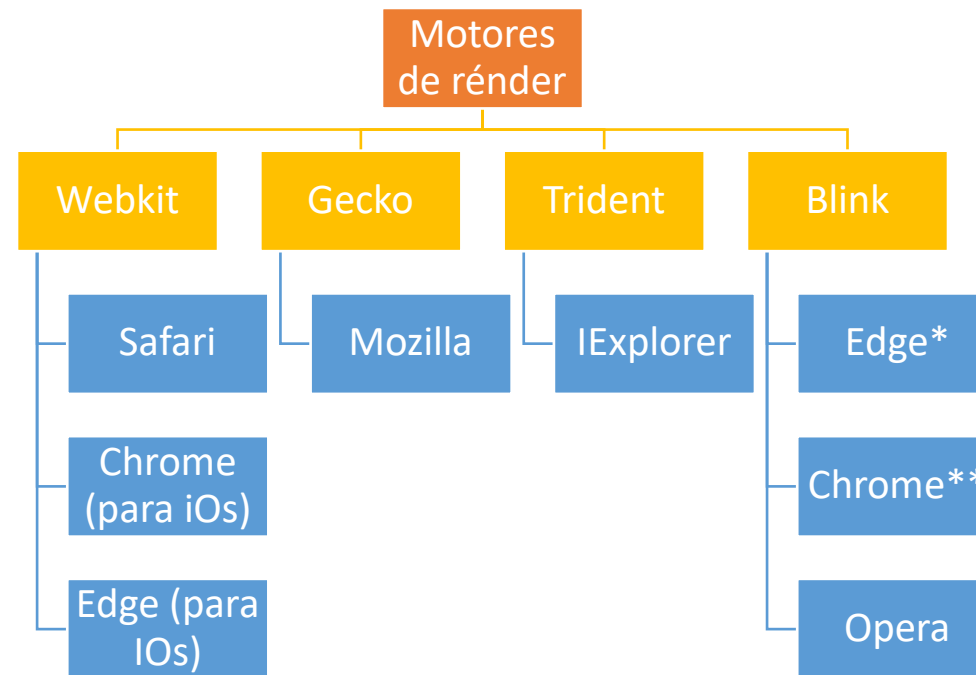 Motores
de rénder
Webkit
Gecko
Trident
Blink
Safari
Mozilla
IExplorer
Edge*
Chrome
(para iOs)
Chrome**
Edge (para
IOs)
Opera